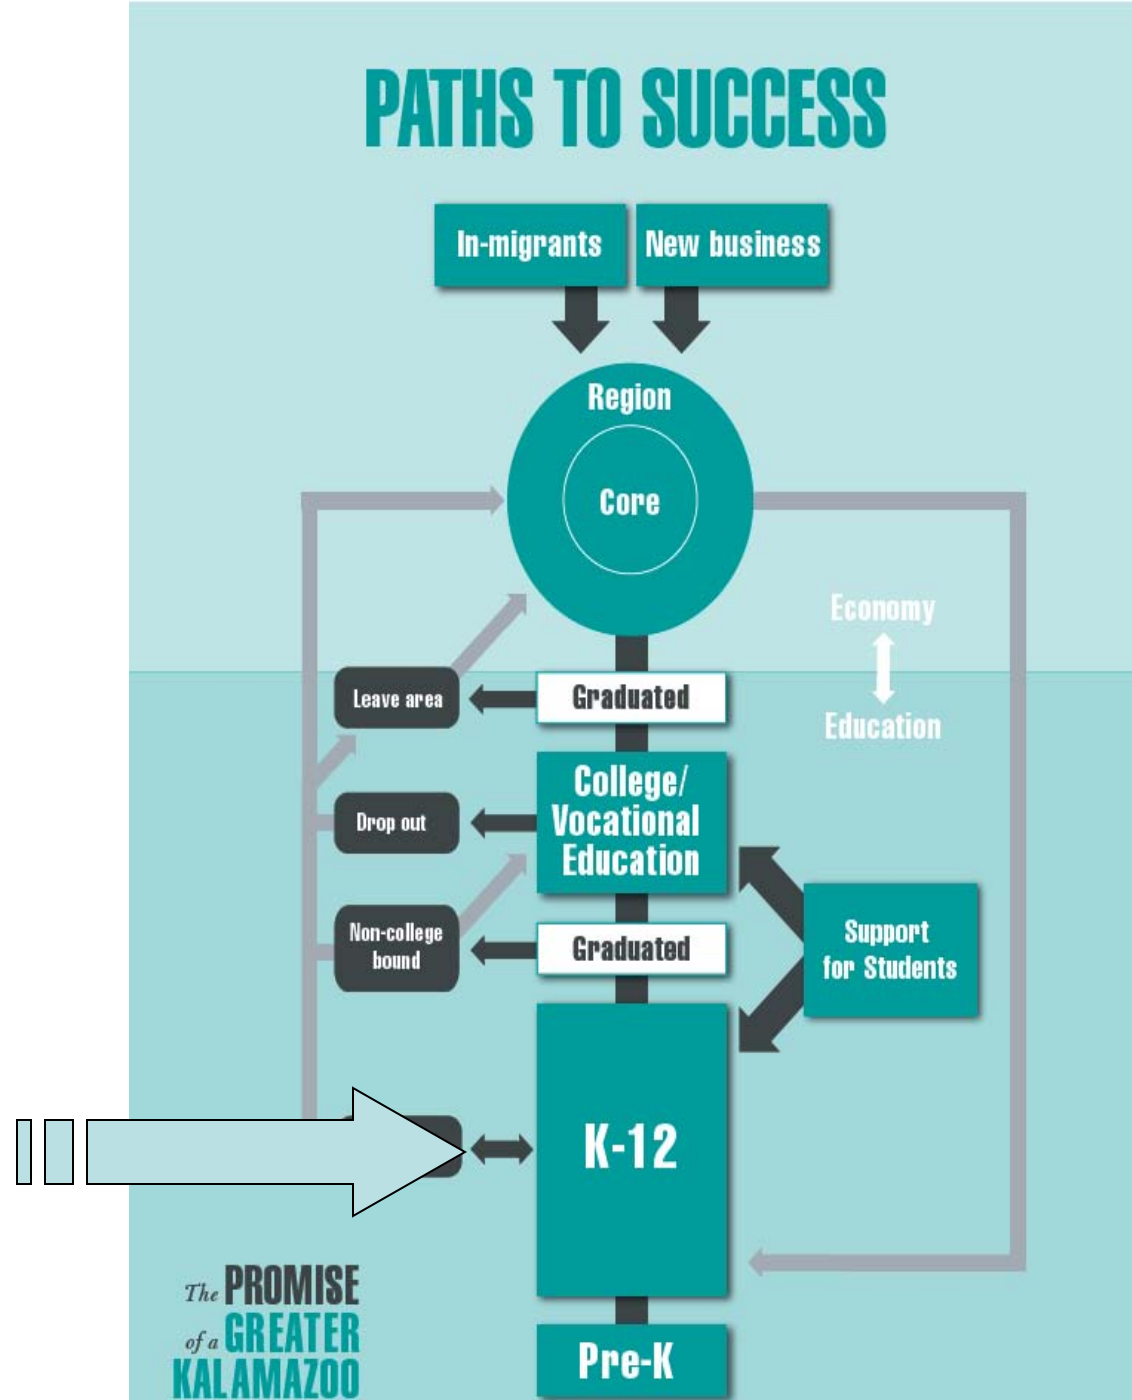 PATHS TO SUCCESS
In-migrants
New business
Region
Core
Economy
Education
Leave area
Graduated
College/
Vocational
Education
Drop out
Non-college
bound
Graduated
Support
for Students
K-12
Pre-K
The PROMISE
of a GREATER
KALAMAZOO